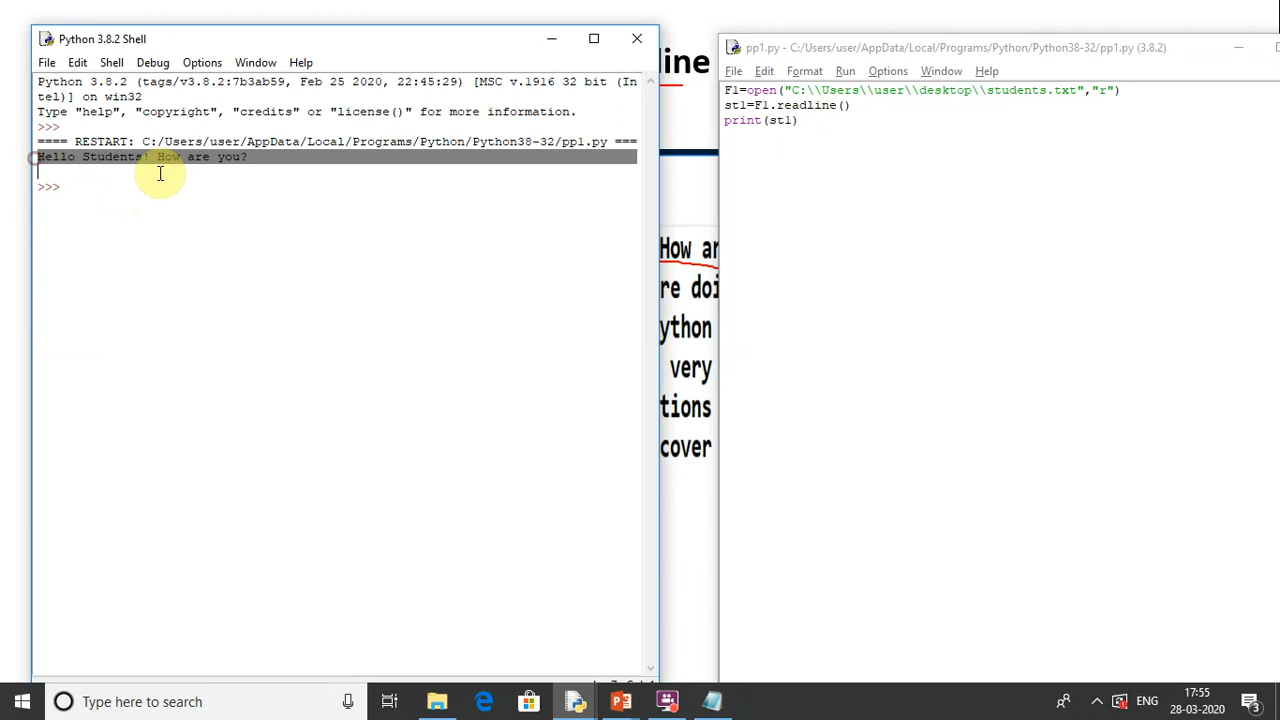 line
Python 3.8.2 Shell
File Edit Shell Debug Options Window Help
Python 3.8.2 (tags/v3.8.2:7b3ab59, Feb 25 2020, 22:45:29) [MSC v.1916 32 bit (In
tel)] on win32
Type "help", "copyright", "credits" or "license()" for more information.
>>>
==== RESTART: C:/Users/user/AppData/Local/Programs/Python/Python38-32/pp1.py ===
Hello Students! How are you?
>>>
pp1.py - C:/Users/user/AppData/Local/Programs/Python/Python38-32/pp1.py (3.8.2)
File Edit Format Run Options Window Help
F1=open("C:\\Users\\user\\desktop\\students.txt","r")
st1=F1.readline()
print(st1)
How ar
re doi
ython
very
tions
cover
Type here to search
ENG
17:55
28-03-2020
3